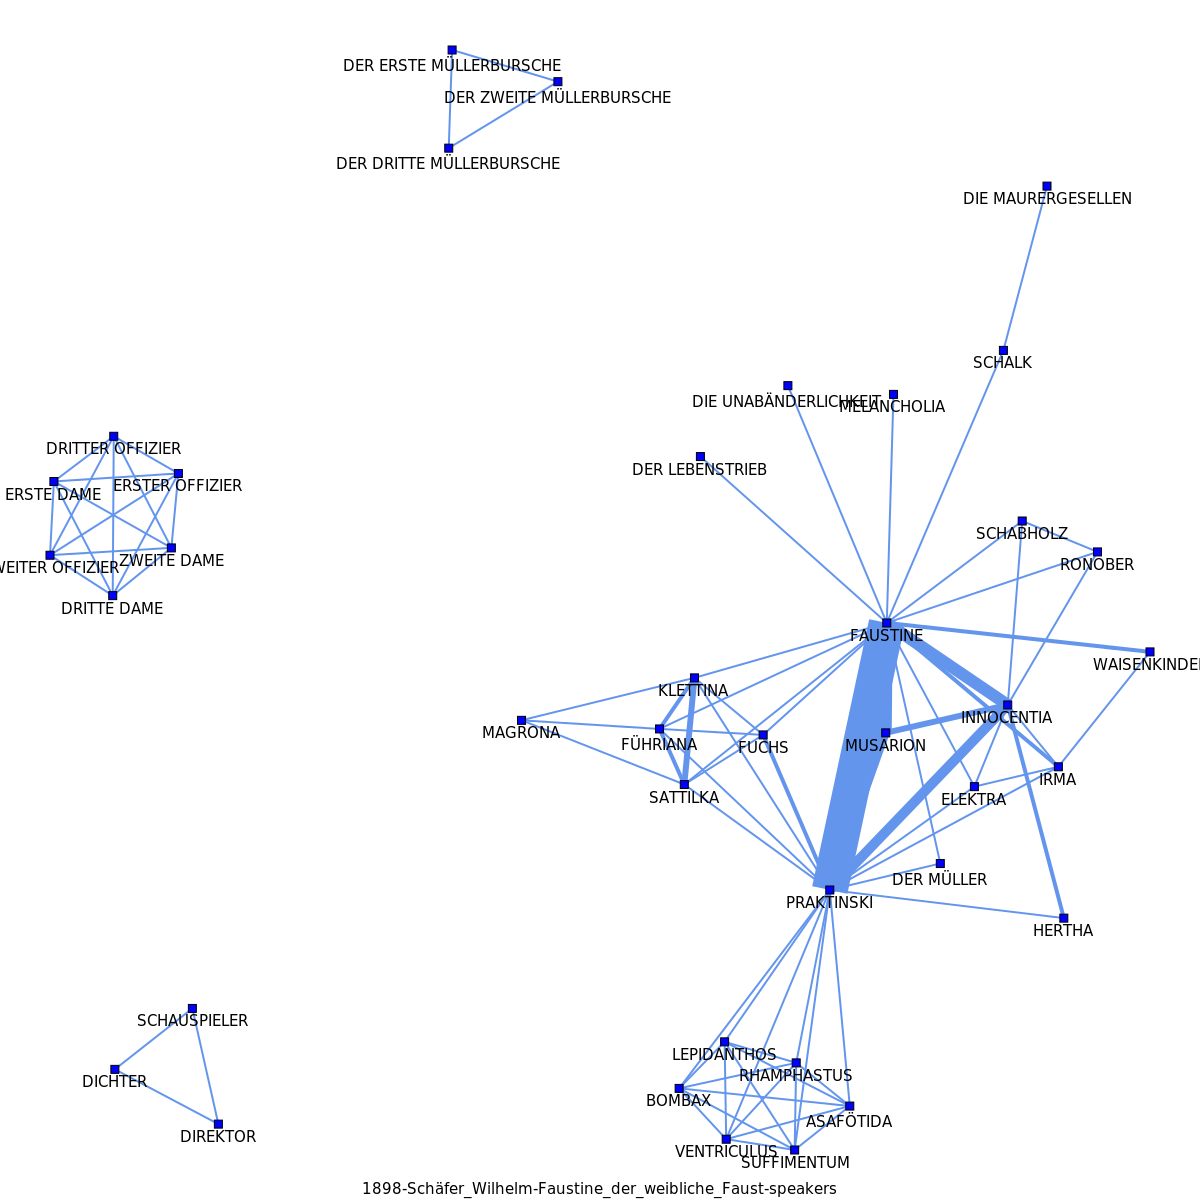 DER ERSTE MÜLLERBURSCHE
DER ZWEITE MÜLLERBURSCHE
DER DRITTE MÜLLERBURSCHE
DIE MAURERGESELLEN
SCHALK
DIE UNABÄNDERLICHKEIT
MELANCHOLIA
DRITTER OFFIZIER
DER LEBENSTRIEB
ERSTER OFFIZIER
ERSTE DAME
SCHABHOLZ
ZWEITE DAME
RONOBER
WEITER OFFIZIER
DRITTE DAME
FAUSTINE
WAISENKINDER
KLETTINA
INNOCENTIA
MAGRONA
FÜHRIANA
FUCHS
MUSARION
IRMA
SATTILKA
ELEKTRA
DER MÜLLER
PRAKTINSKI
HERTHA
SCHAUSPIELER
LEPIDANTHOS
RHAMPHASTUS
DICHTER
BOMBAX
ASAFÖTIDA
DIREKTOR
VENTRICULUS
SUFFIMENTUM
1898-Schäfer_Wilhelm-Faustine_der_weibliche_Faust-speakers